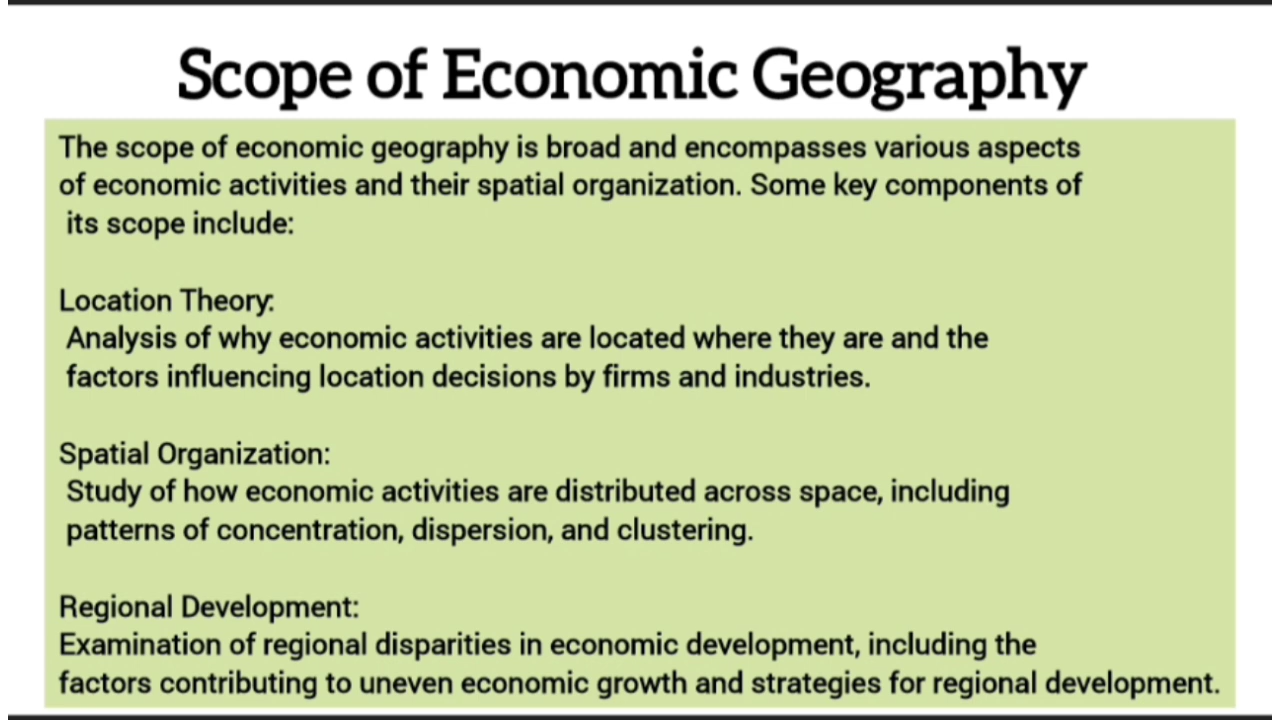 Scope of Economic Geography
The scope of economic geography is broad and encompasses various aspects
of economic activities and their spatial organization. Some key components of
its scope include:
Location Theory:
Analysis of why economic activities are located where they are and the
factors influencing location decisions by firms and industries.
Spatial Organization:
Study of how economic activities are distributed across space, including
patterns of concentration, dispersion, and clustering.
Regional Development:
Examination of regional disparities in economic development, including the
factors contributing to uneven economic growth and strategies for regional development.